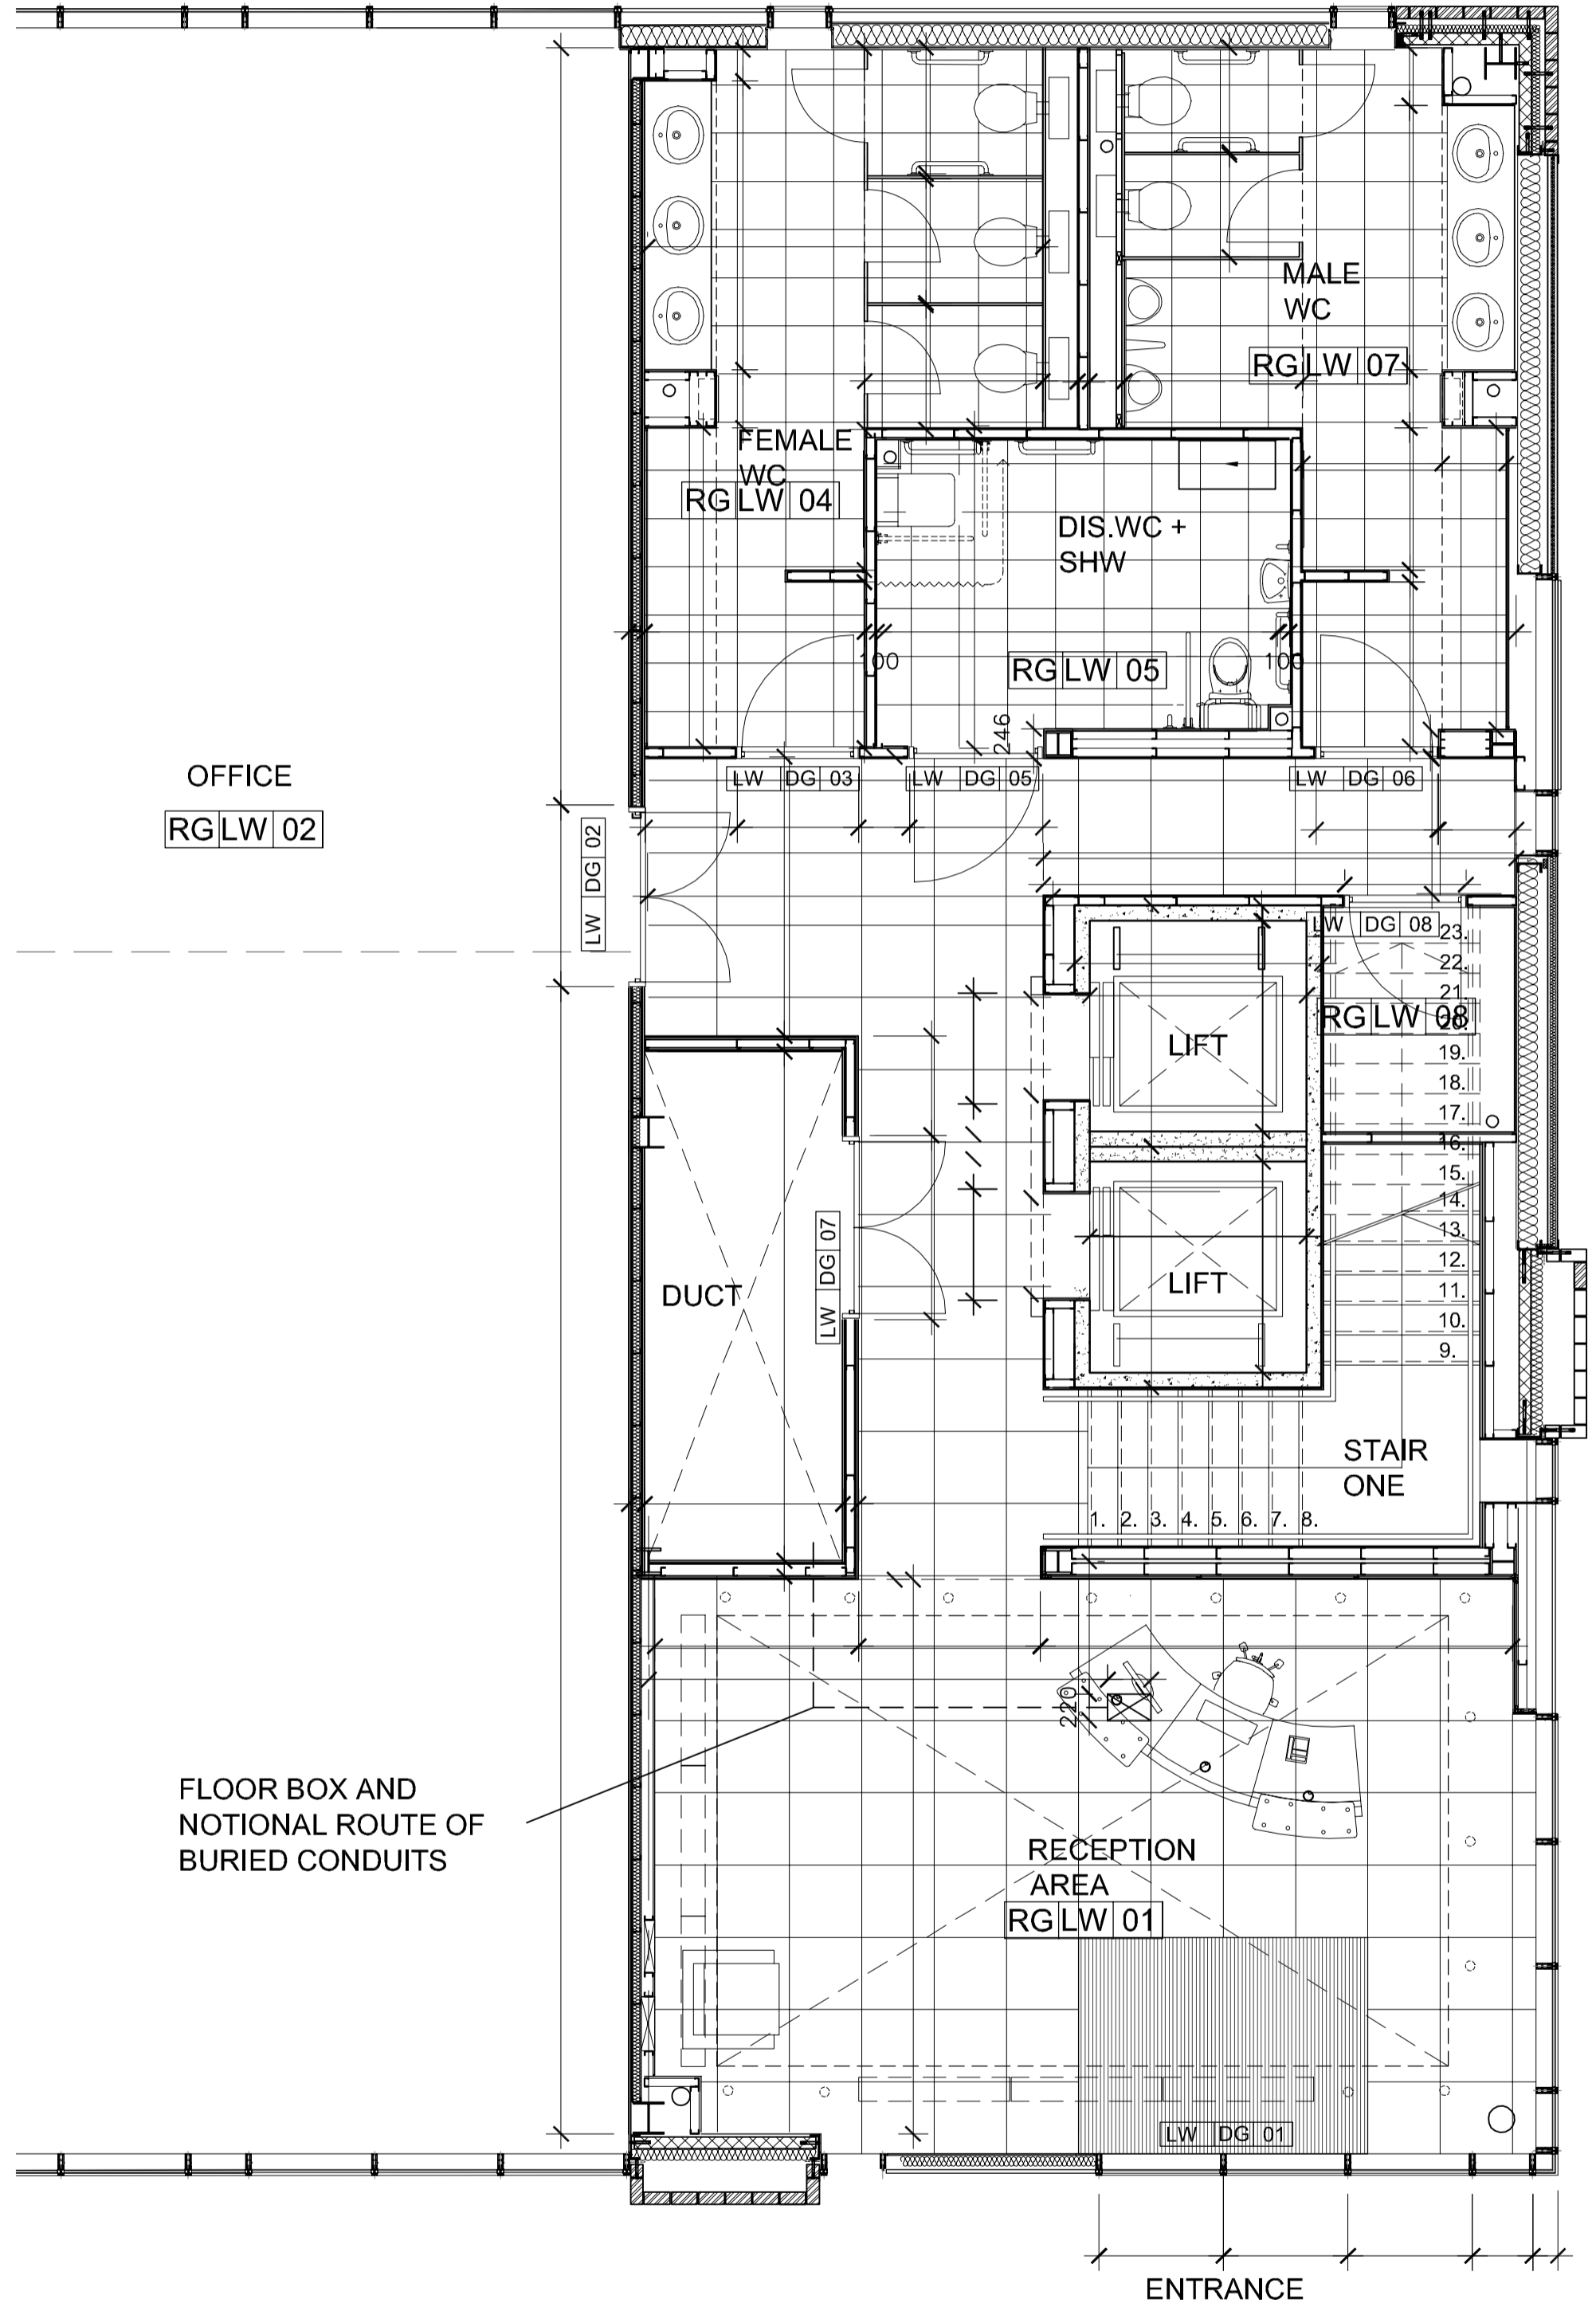 MALE
WC
RG LW 07
FEMALE
WC
RG LW 04
DIS.WC +
SHW
RG LW 05
100
100
246
OFFICE
RG LW 02
LW DG 03
LW DG 05
LW DG 06
LW DG 02
LW DG 08
23.
22.
21.
20.
RG LW 08
19.
18.
17.
16.
15.
14.
13.
12.
11.
10.
9.
LIFT
LIFT
DUCT
LW DG 07
STAIR
ONE
1. 2. 3. 4. 5. 6. 7. 8.
220
FLOOR BOX AND
NOTIONAL ROUTE OF
BURIED CONDUITS
RECEPTION
AREA
RG LW 01
LW DG 01
ENTRANCE